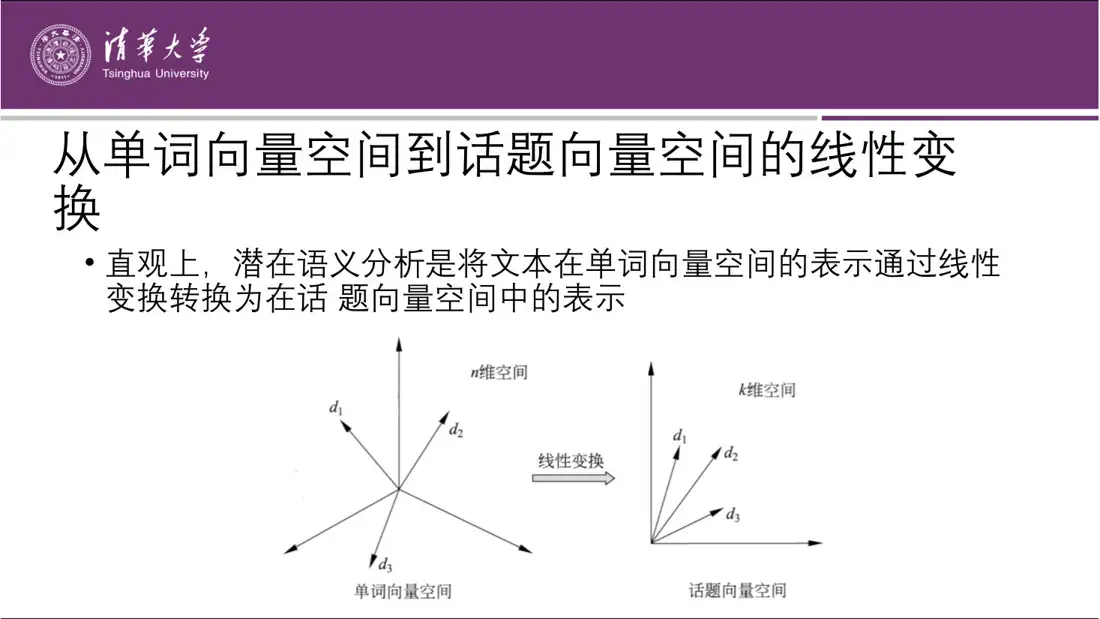 清华大学
Tsinghua University
从单词向量空间到话题向量空间的线性变
换
• 直观上，潜在语义分析是将文本在单词向量空间的表示通过线性
变换转换为在话 题向量空间中的表示
n维空间
d1
d2
d3
单词向量空间
线性变换
k维空间
d1
d2
d3
话题向量空间